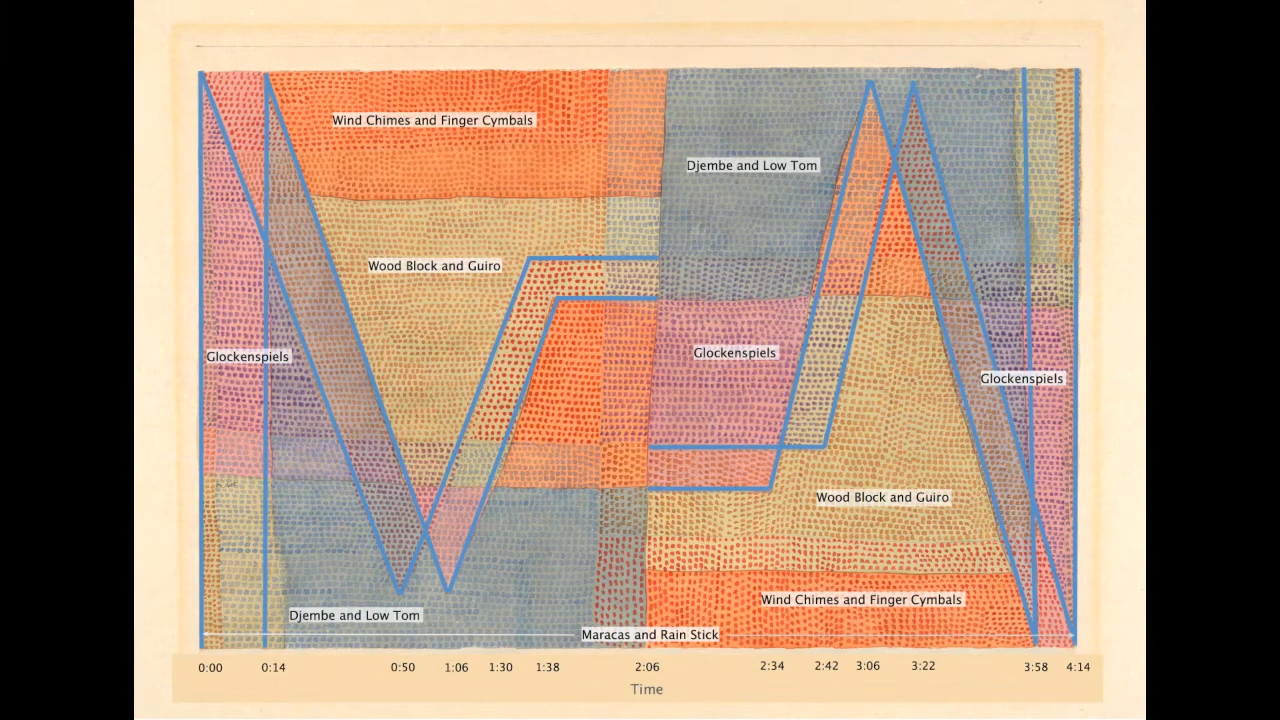 Wind Chimes and Finger Cymbals
Djembe and Low Tom
Wood Block and Guiro
Glockenspiels
Glockenspiels
Glockenspiels
Wood Block and Guiro
Wind Chimes and Finger Cymbals
Djembe and Low Tom
Maracas and Rain Stick
0:00 0:14 0:50 1:06 1:30 1:38 2:06 2:34 2:42 3:06 3:22 3:58 4:14
Time